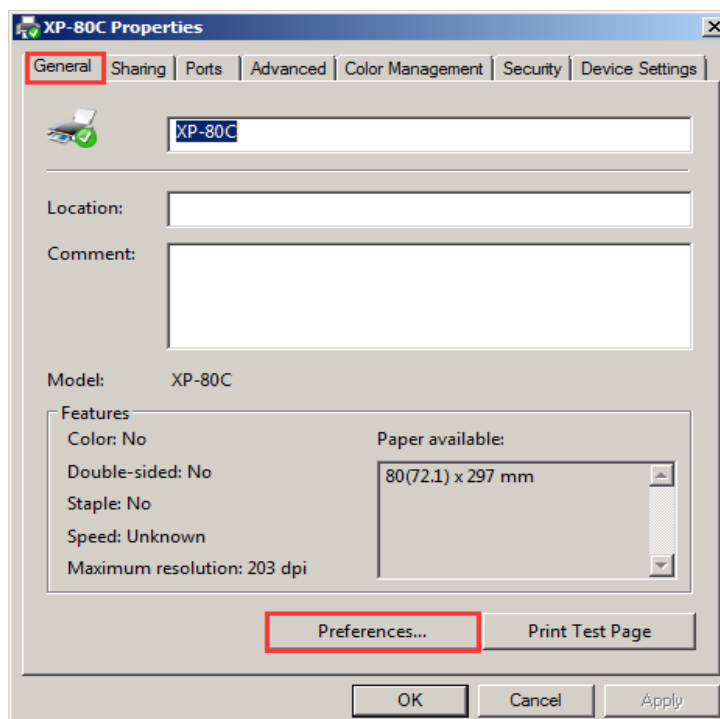 XP-80C Properties
General Sharing Ports Advanced Color Management Security Device Settings
XP-80C
Location:
Comment:
Model: XP-80C
Features
Color: No
Double-sided: No
Staple: No
Speed: Unknown
Maximum resolution: 203 dpi
Paper available:
80(72.1) x 297 mm
Preferences... Print Test Page
OK Cancel Apply